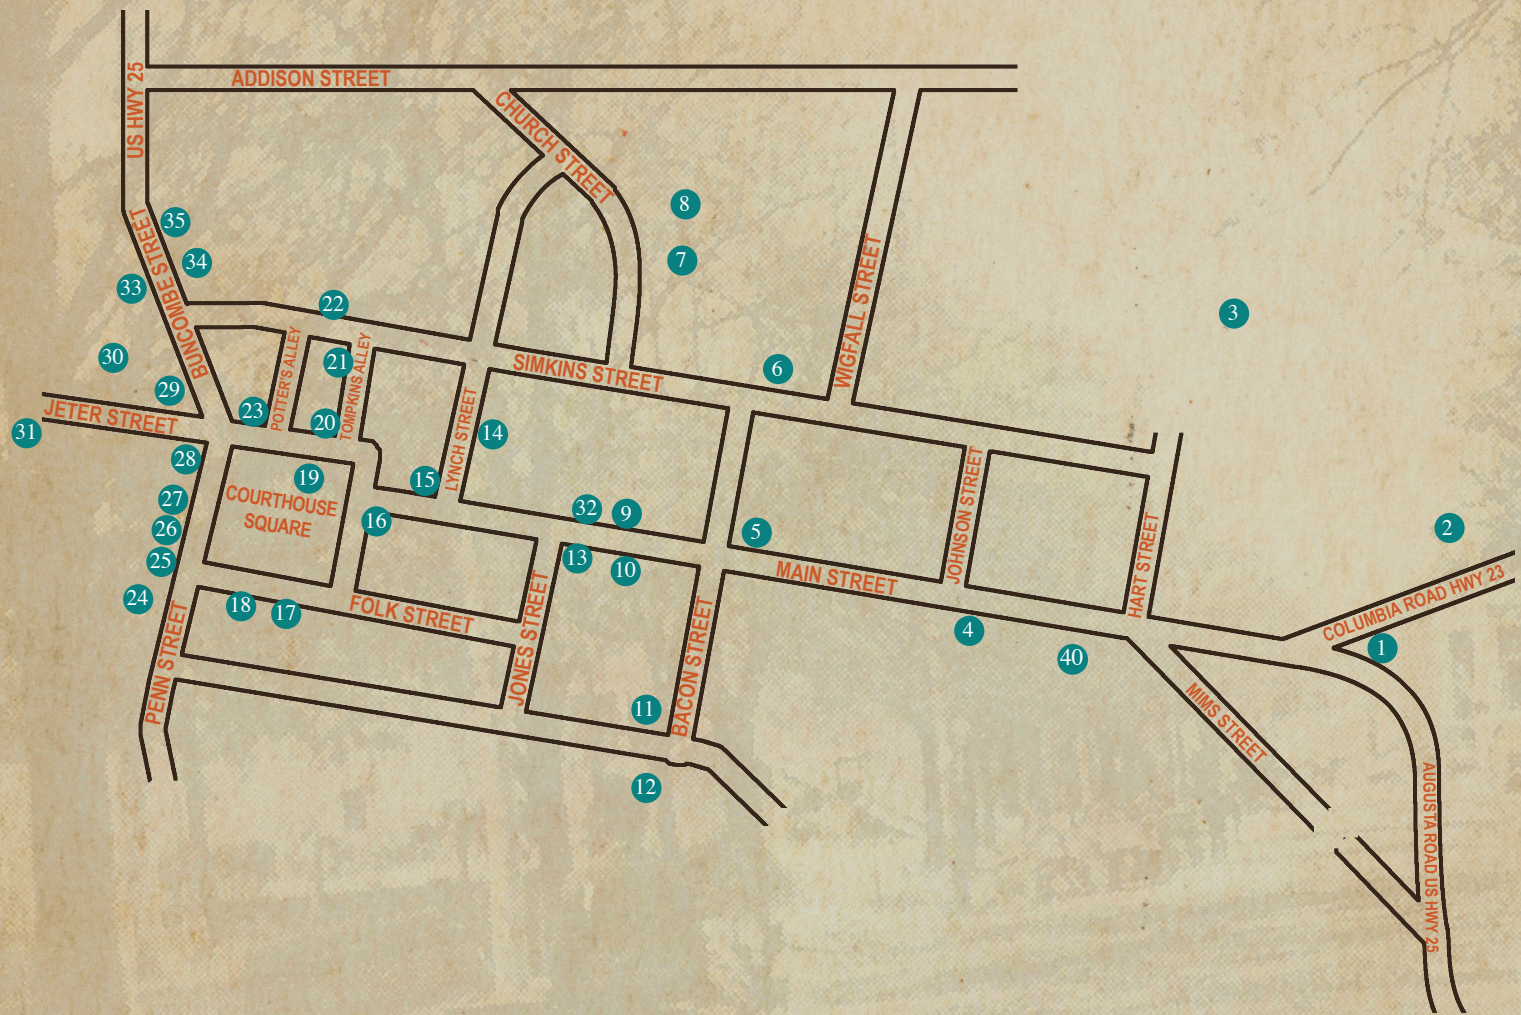 US HWY 25
ADDISON STREET
CHURCH STREET
8
35
7
34
BUNCOMBE STREET
33
WIGFALL STREET
22
3
30
21
POTTER'S ALLEY
TOMPKINS ALLEY
SIMKINS STREET
6
29
JETER STREET
31
23
20
LYNCH STREET
14
28
19
15
27
COURTHOUSE
SQUARE
16
32
9
26
5
JOHNSON STREET
2
25
13
10
MAIN STREET
HART STREET
24
18
17
FOLK STREET
PENN STREET
JONES STREET
BACON STREET
4
40
COLUMBIA ROAD HWY 23
1
11
12
MIMS STREET
AUGUSTA ROAD US HWY 25